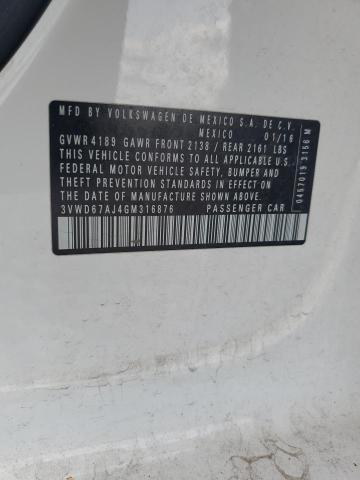 MFD BY VOLKSWAGEN DE MEXICO S.A. DE C.V.
MEXICO 01/16
GVWR 4189 GAWR FRONT 2138 / REAR 2161 LBS
THIS VEHICLE CONFORMS TO ALL APPLICABLE
FEDERAL MOTOR VEHICLE SAFETY, BUMPER AND
THEFT PREVENTION STANDARDS IN EFFECT ON
THE DATE OF MANUFACTURE SHOWN ABOVE.
3VWD67AJ4GM316876 PASSENGER CAR
0457019 3156 M